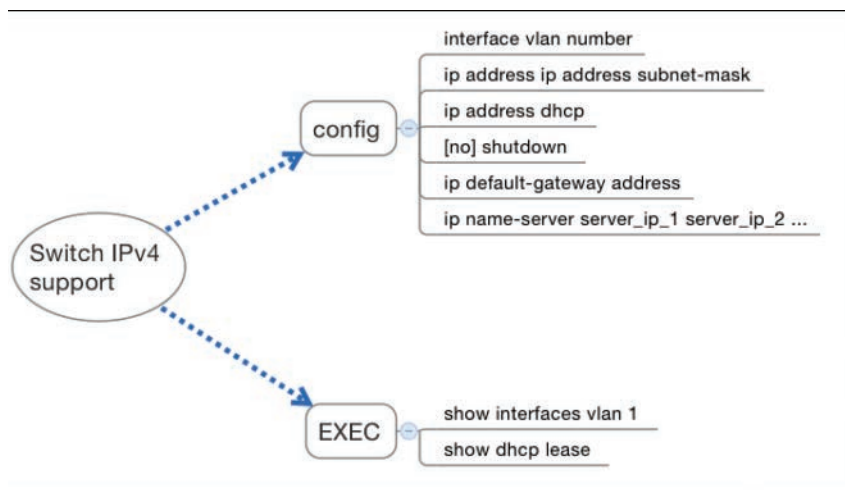 interface vlan number
ip address ip address subnet-mask
ip address dhcp
config
[no] shutdown
ip default-gateway address
ip name-server server_ip_1 server_ip_2 ...
Switch IPv4
support
show interfaces vlan 1
EXEC
show dhcp lease